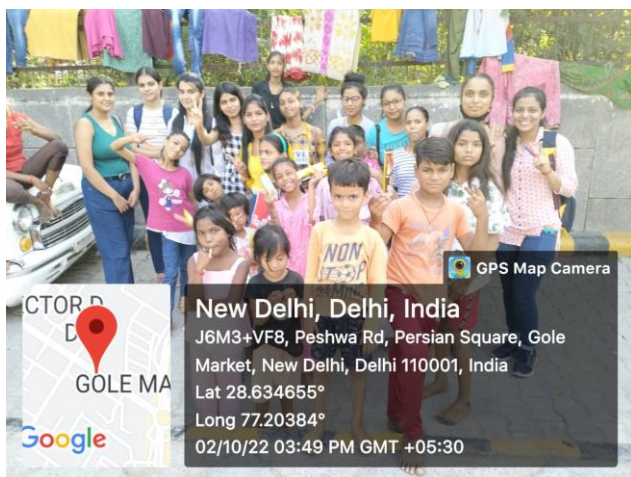 NON
ST P
GPS Map Camera
CTOR D
D
GOLE MA
Google
New Delhi, Delhi, India
J6M3+VF8, Peshwa Rd, Persian Square, Gole
Market, New Delhi, Delhi 110001, India
Lat 28.634655°
Long 77.20384°
02/10/22 03:49 PM GMT +05:30